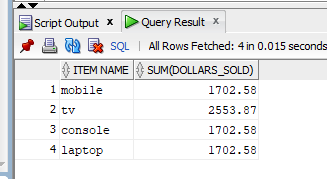 Script Output Query Result
SQL All Rows Fetched: 4 in 0.015 seconds
ITEM NAME SUM(DOLLARS_SOLD)
1 mobile 1702.58
2 tv 2553.87
3 console 1702.58
4 laptop 1702.58